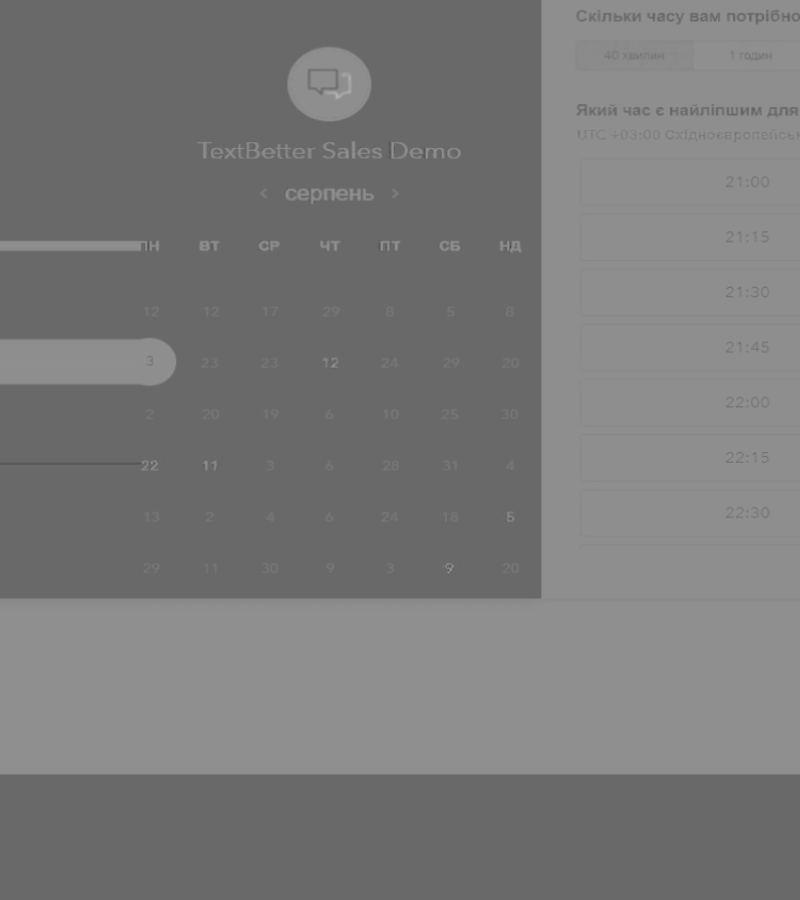 TextBetter Sales Demo
< серпень >
ПН ВТ СР ЧТ ПТ СБ НД
12 12 17 29 8 5 8
3 23 23 12 24 29 20
2 20 19 6 10 25 30
22 11 3 6 28 31 4
13 2 4 6 24 18 5
29 11 30 9 3 9 20
Скільки часу вам потрібно
40 хвилин 1 годин
Який час є найліпшим для
UTC +03:00 Східноєвропейськ
21:00
21:15
21:30
21:45
22:00
22:15
22:30